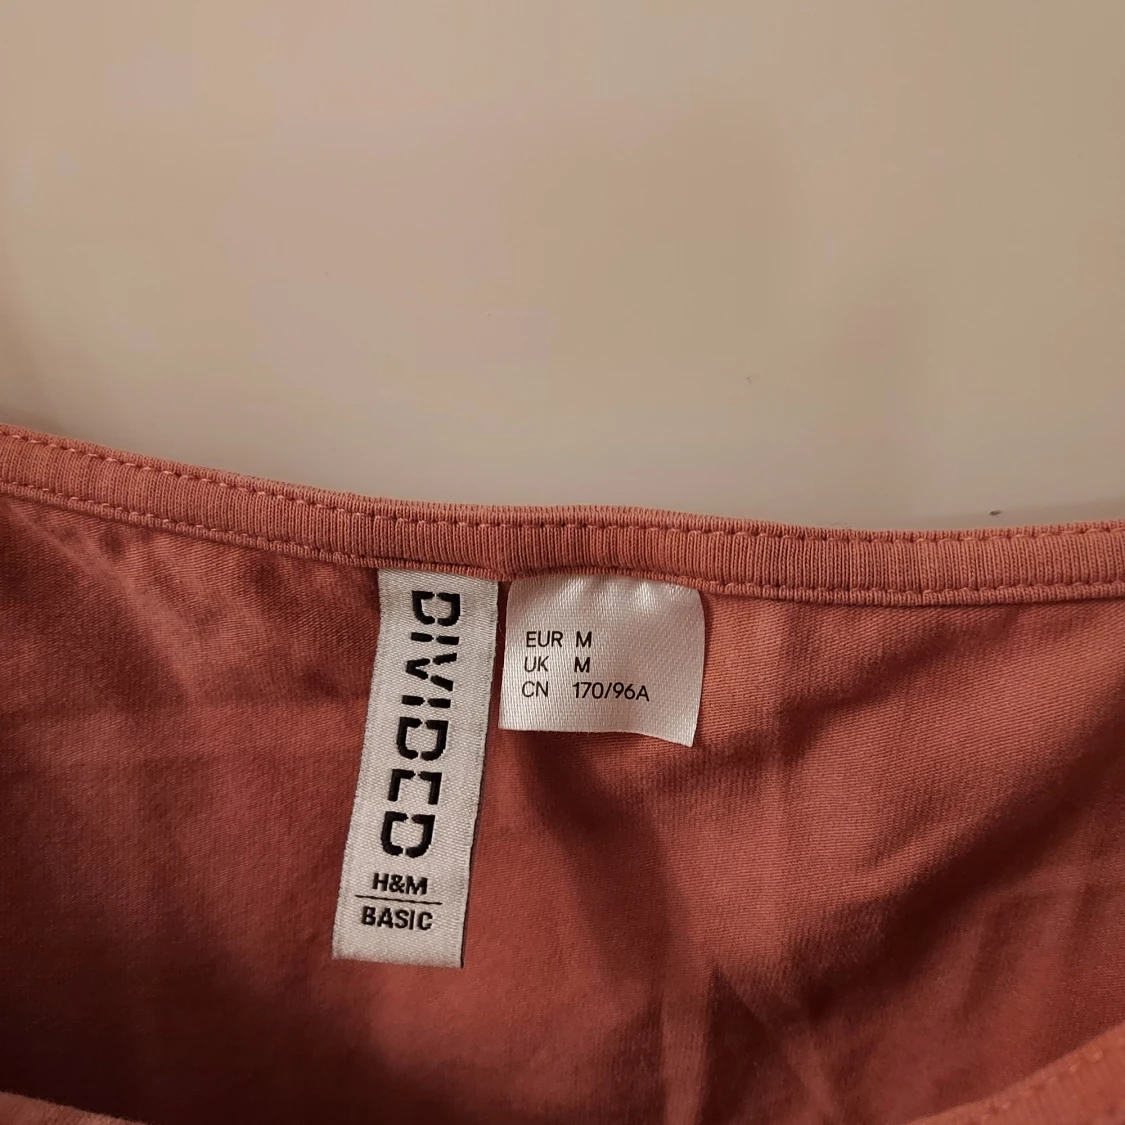 DIVIDED
H&M
BASIC
EUR M
UK M
CN 170/96A